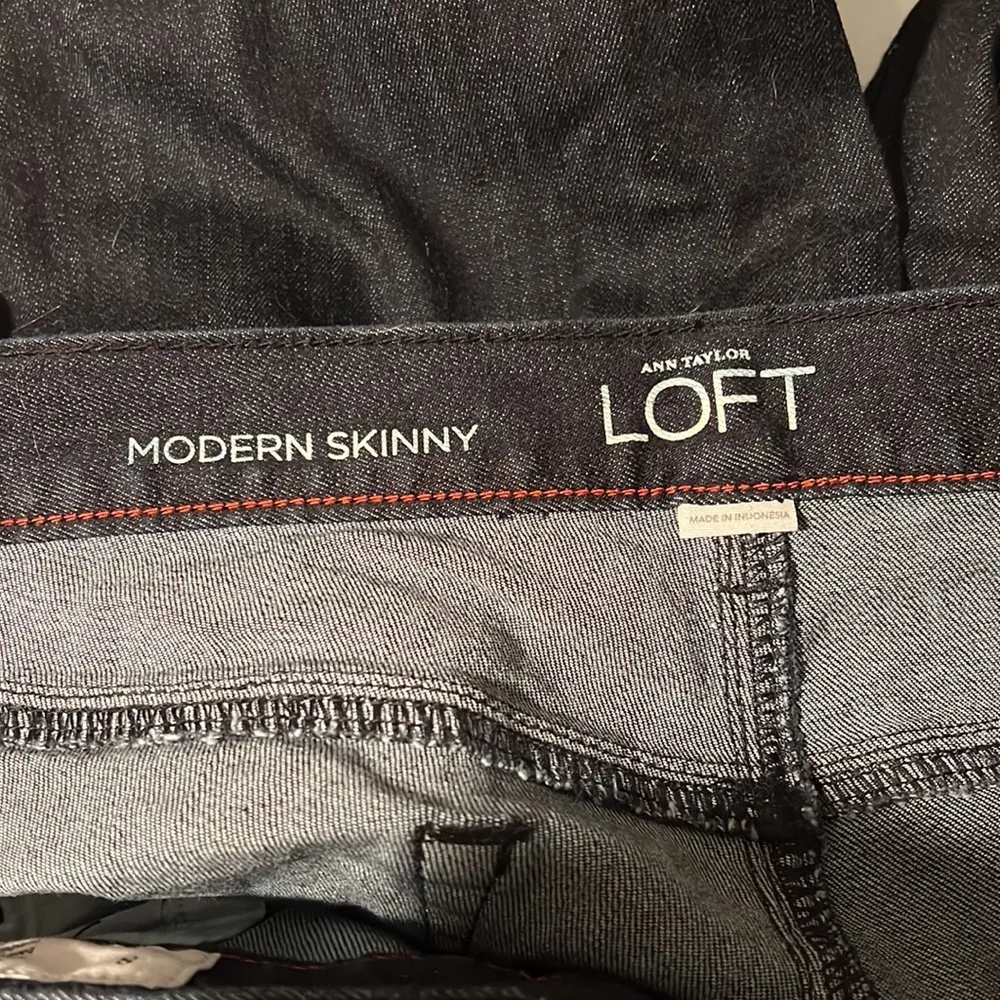 ANN TAYLOR
LOFT
MODERN SKINNY
MADE IN INDONESIA